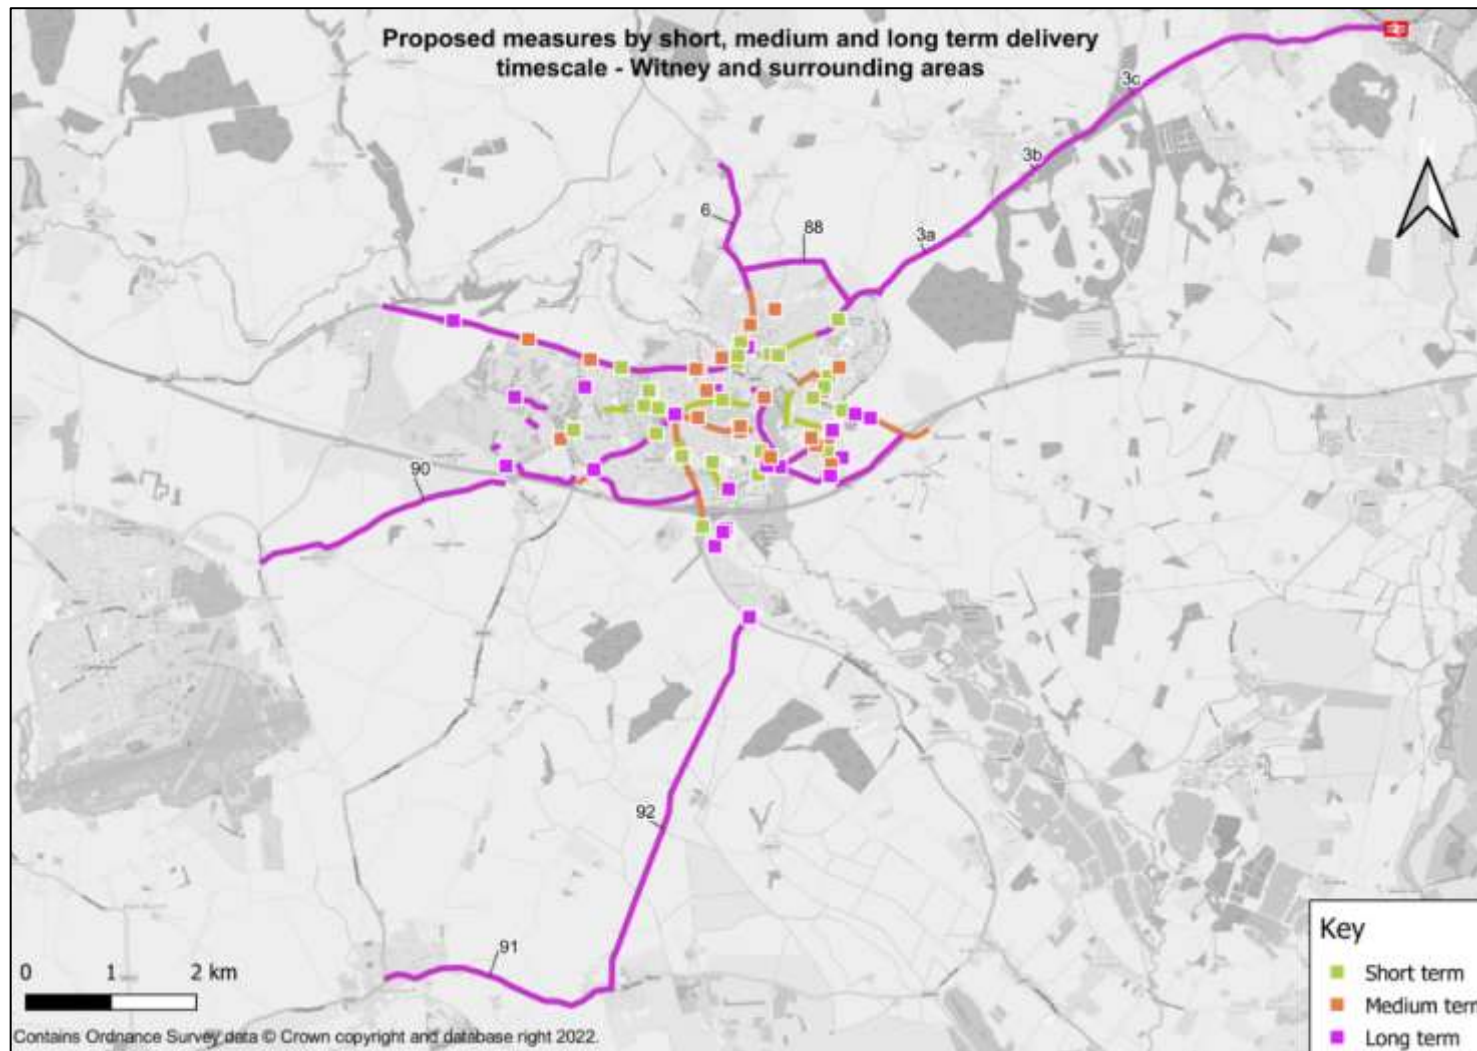 Proposed measures by short, medium and long term delivery
timescale - Witney and surrounding areas
3c
3b
6
88
3a
90
92
91
0 1 2 km
Contains Ordnance Survey data © Crown copyright and database right 2022.
Key
Short term
Medium term
Long term